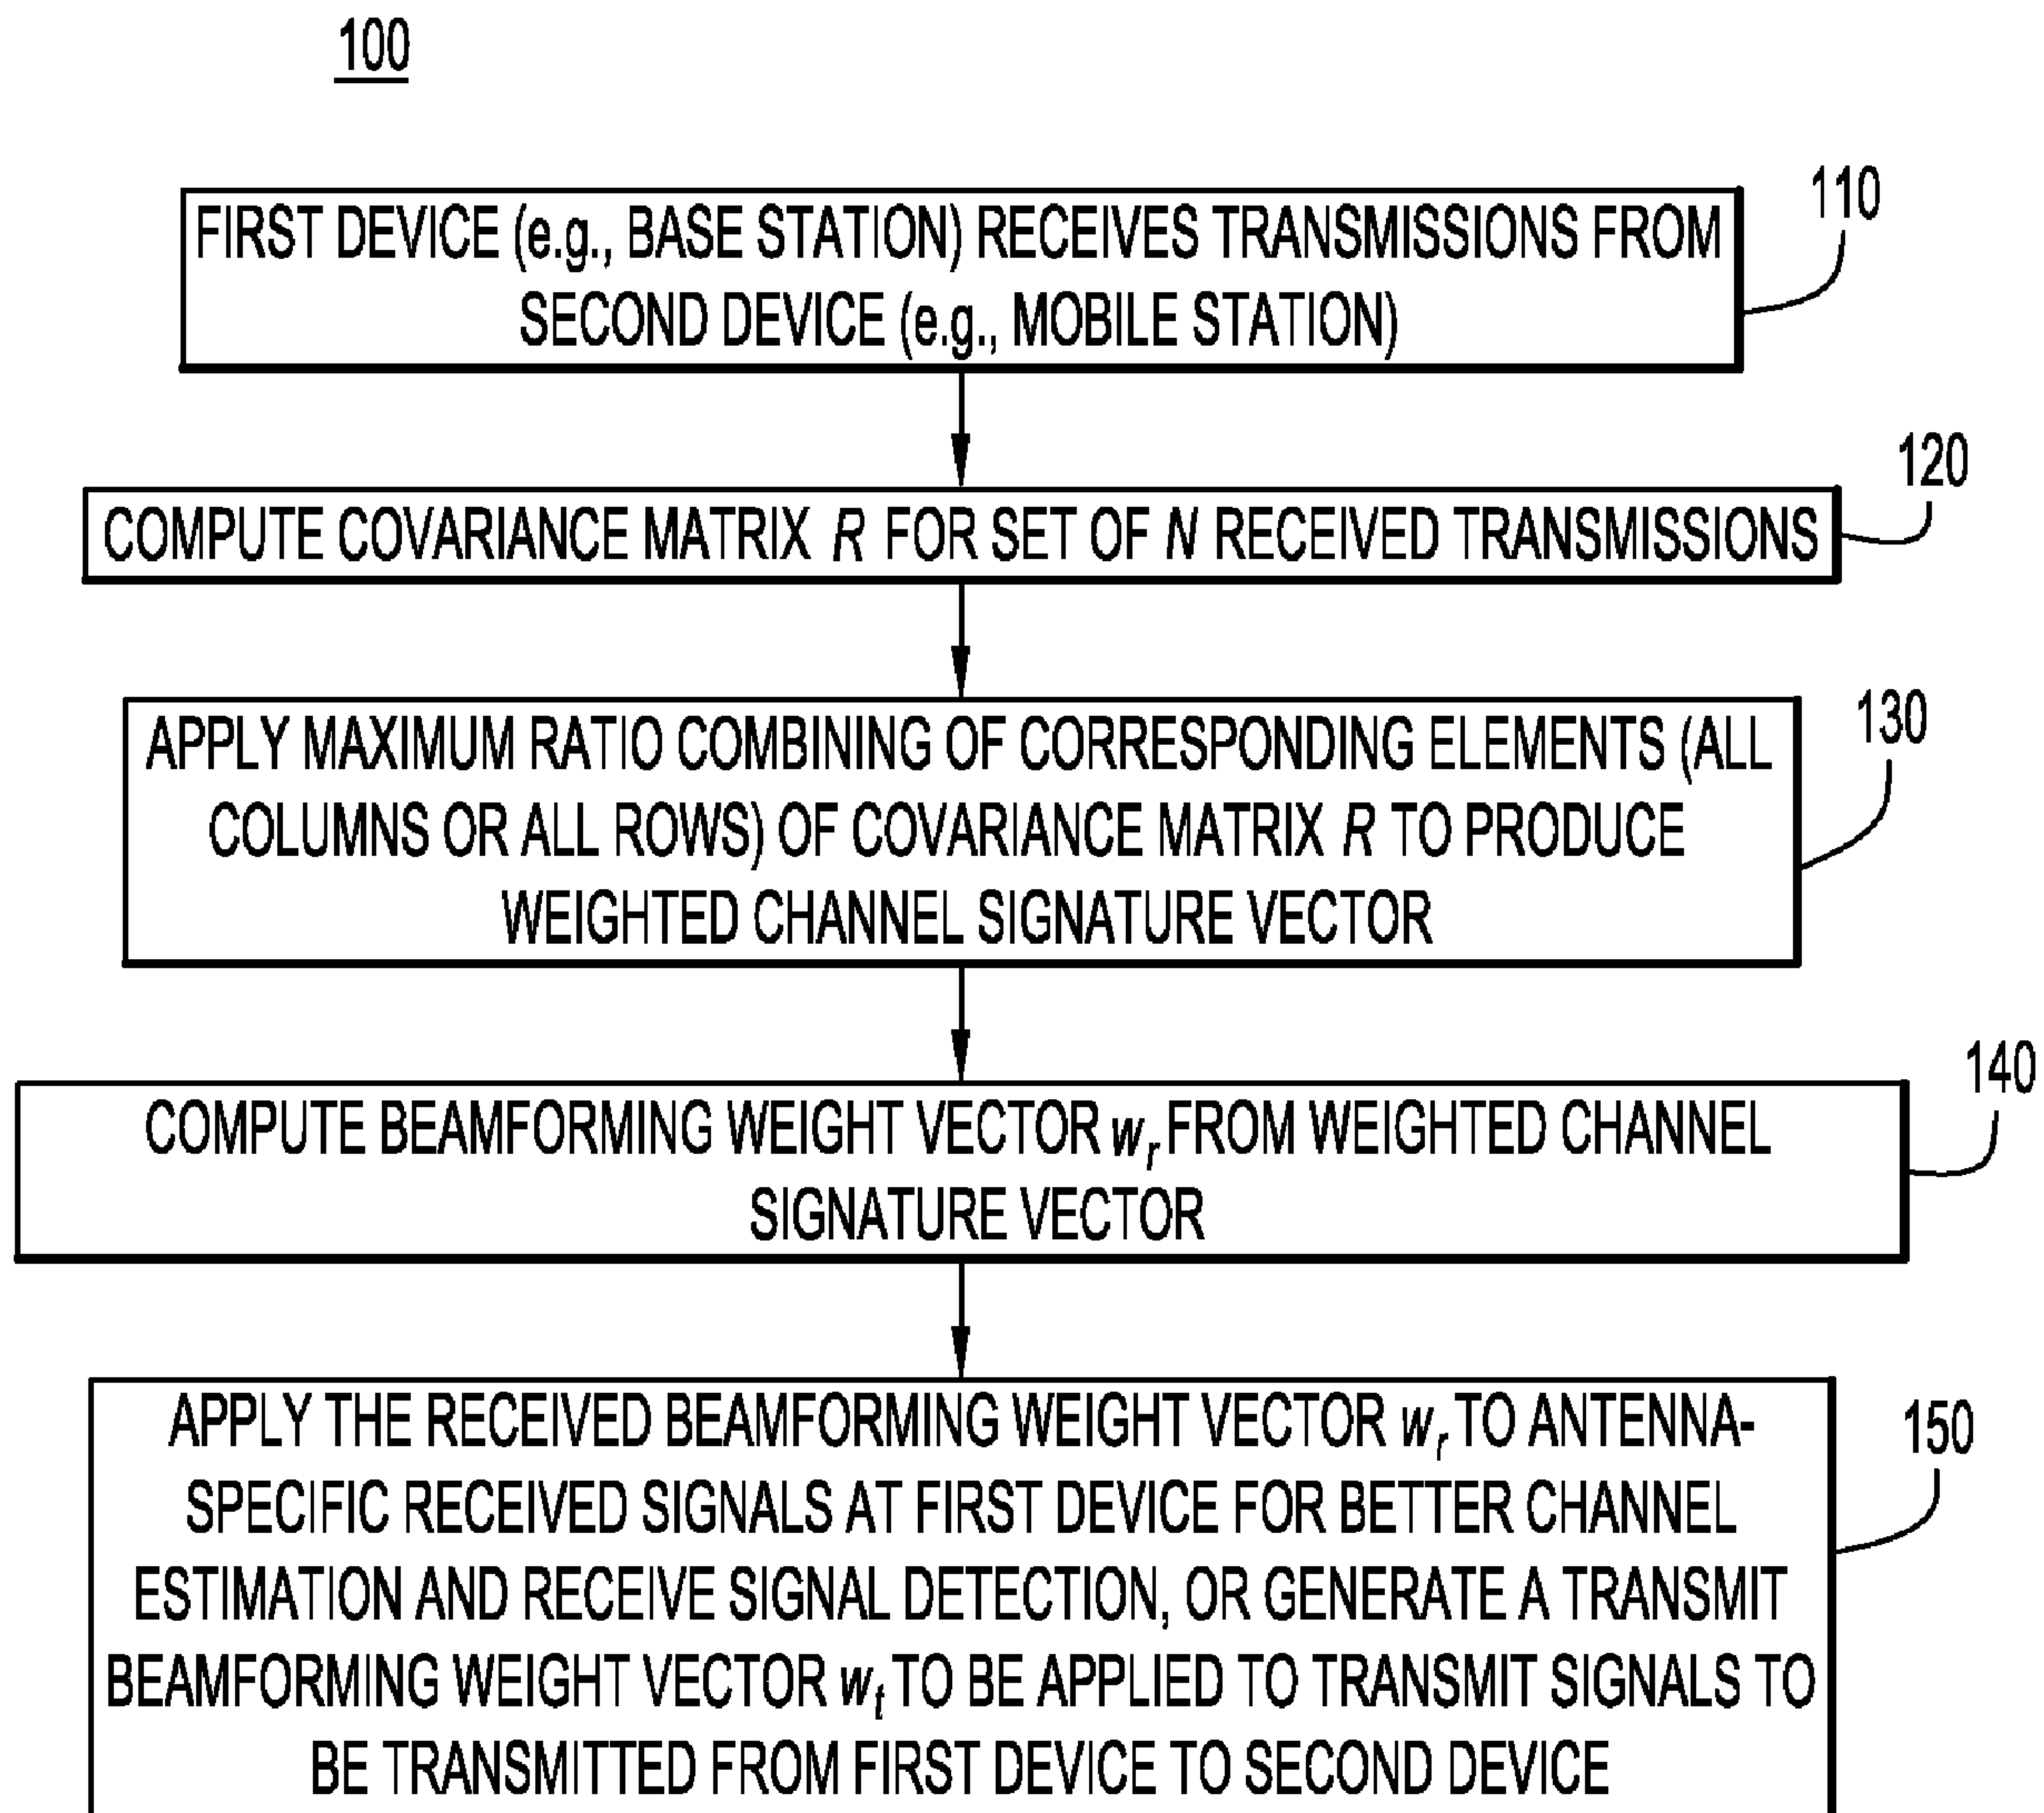 100
110
FIRST DEVICE (e.g., BASE STATION) RECEIVES TRANSMISSIONS FROM
SECOND DEVICE (e.g., MOBILE STATION)
120
COMPUTE COVARIANCE MATRIX R FOR SET OF N RECEIVED TRANSMISSIONS
130
APPLY MAXIMUM RATIO COMBINING OF CORRESPONDING ELEMENTS (ALL
COLUMNS OR ALL ROWS) OF COVARIANCE MATRIX R TO PRODUCE
WEIGHTED CHANNEL SIGNATURE VECTOR
140
COMPUTE BEAMFORMING WEIGHT VECTOR wr FROM WEIGHTED CHANNEL
SIGNATURE VECTOR
150
APPLY THE RECEIVED BEAMFORMING WEIGHT VECTOR wr TO ANTENNA-
SPECIFIC RECEIVED SIGNALS AT FIRST DEVICE FOR BETTER CHANNEL
ESTIMATION AND RECEIVE SIGNAL DETECTION, OR GENERATE A TRANSMIT
BEAMFORMING WEIGHT VECTOR wt TO BE APPLIED TO TRANSMIT SIGNALS TO
BE TRANSMITTED FROM FIRST DEVICE TO SECOND DEVICE